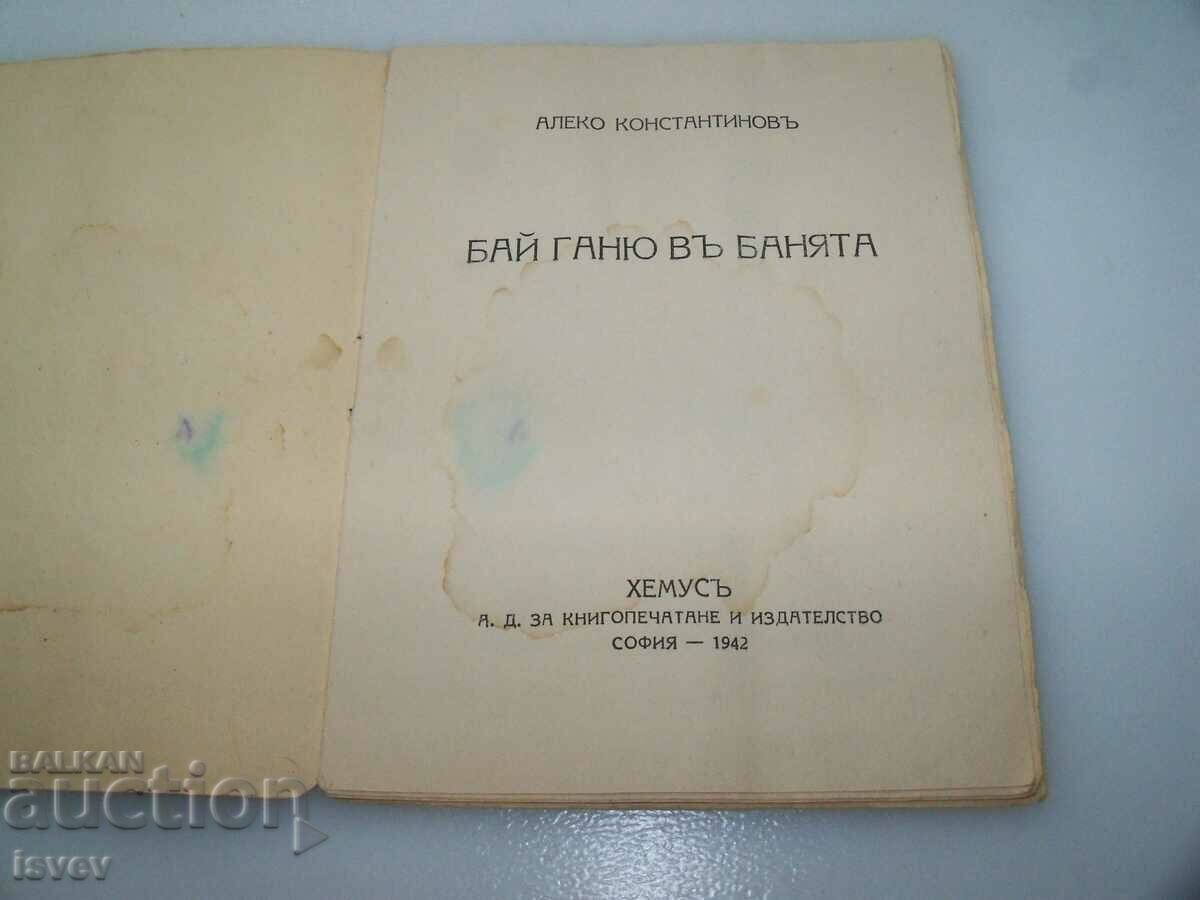 АЛЕКО КОНСТАНТИНОВЪ
БАЙ ГАНЮ ВЪ БАНЯТА
ХЕМУСЪ
А. Д. ЗА КНИГОПЕЧАТАНЕ И ИЗДАТЕЛСТВО
СОФИЯ — 1942
BALKAN
auction
isvev